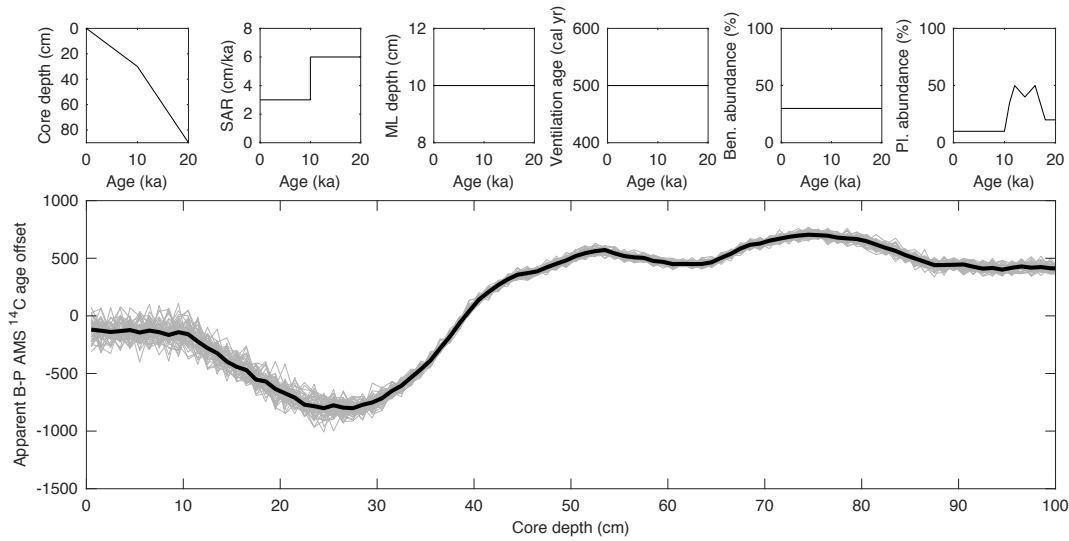 Core depth (cm)
0
20
40
60
80
0 10 20
Age (ka)
SAR (cm/ka)
8
6
4
2
0
0 10 20
Age (ka)
ML depth (cm)
12
10
8
0 10 20
Age (ka)
Ventilation age (cal yr)
600
500
400
0 10 20
Age (ka)
Ben. abundance (%)
100
50
0
0 10 20
Age (ka)
Pl. abundance (%)
100
50
0
0 10 20
Age (ka)
Apparent B-P AMS ¹⁴C age offset
1000
500
0
-500
-1000
-1500
0 10 20 30 40 50 60 70 80 90 100
Core depth (cm)